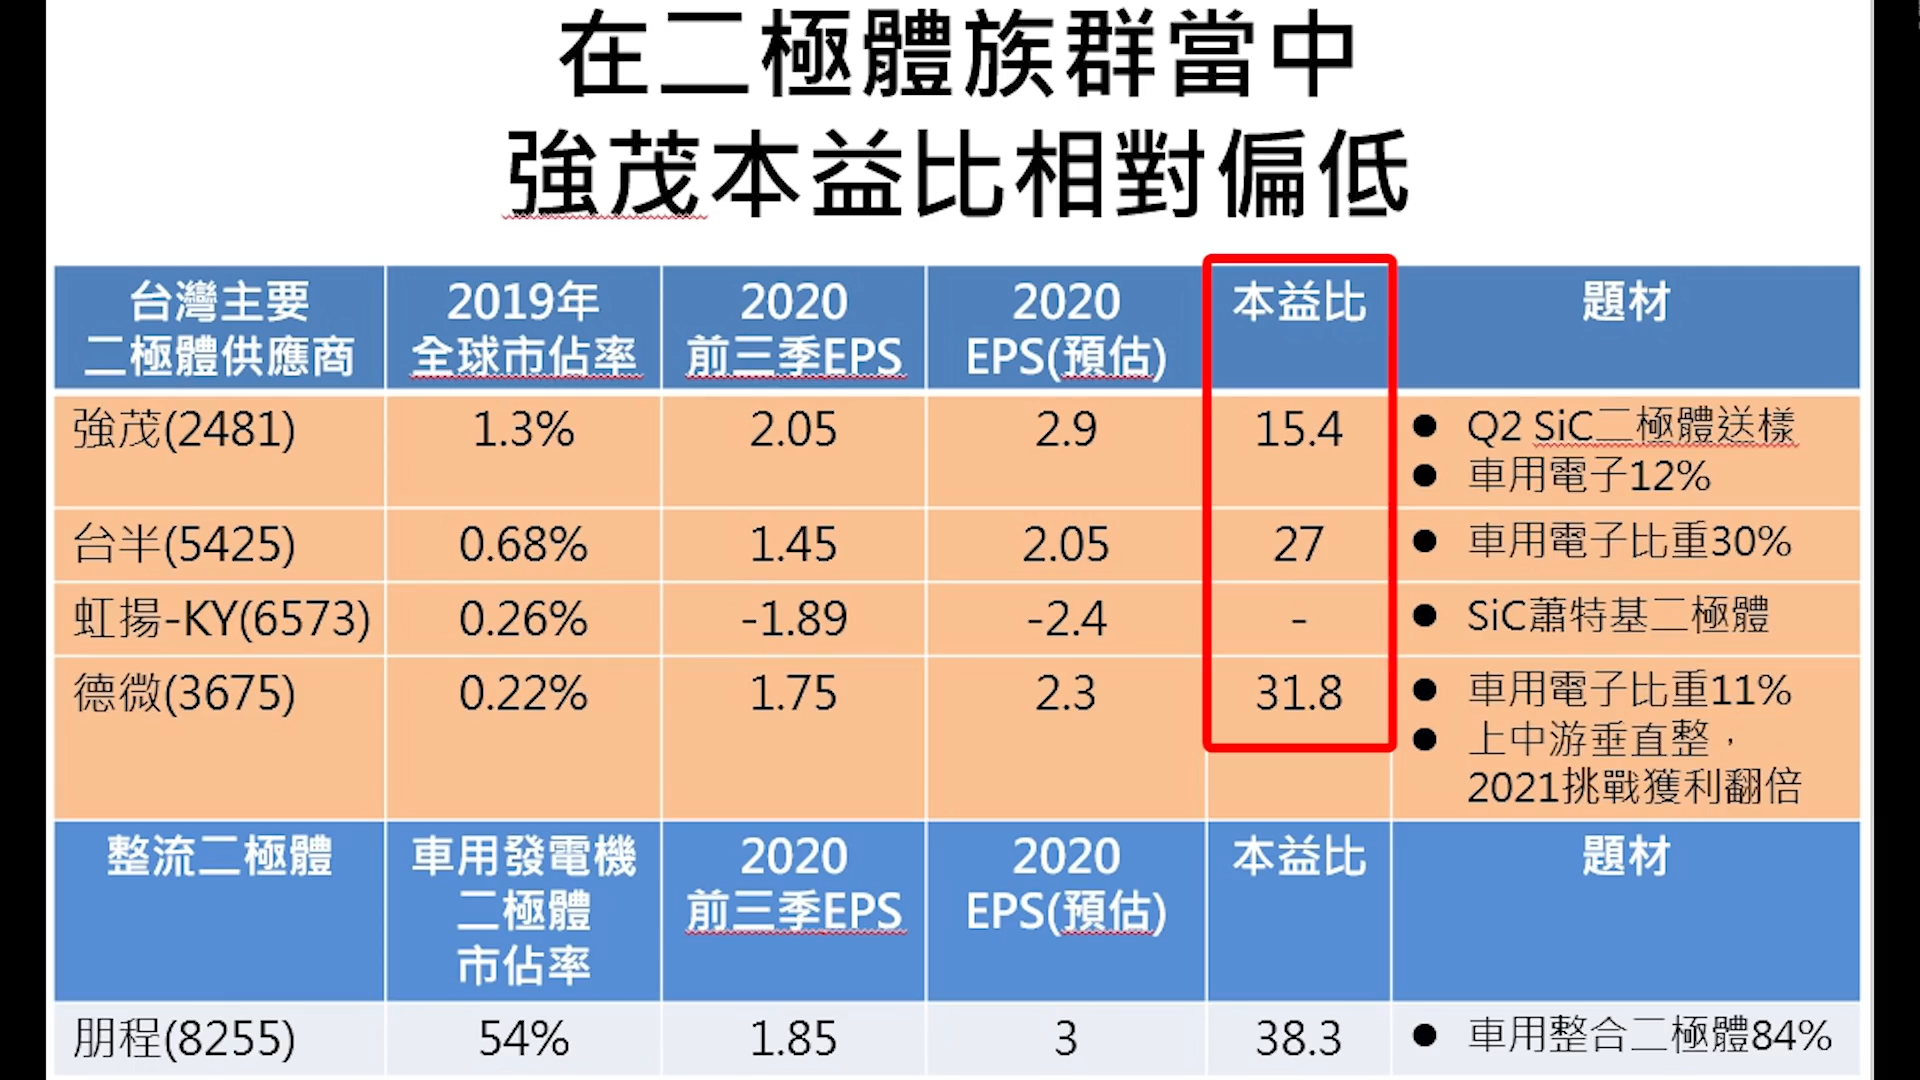 在二極體族群當中
強茂本益比相對偏低
台灣主要
二極體供應商
2019年
全球市佔率
2020
前三季EPS
2020
EPS(預估)
本益比
題材
強茂(2481)
1.3%
2.05
2.9
15.4
Q2 SiC二極體送樣
車用電子12%
台半(5425)
0.68%
1.45
2.05
27
車用電子比重30%
虹揚-KY(6573)
0.26%
-1.89
-2.4
-
SiC蕭特基二極體
德微(3675)
0.22%
1.75
2.3
31.8
車用電子比重11%
上中游垂直整，
2021挑戰獲利翻倍
整流二極體
車用發電機
二極體
市佔率
2020
前三季EPS
2020
EPS(預估)
本益比
題材
朋程(8255)
54%
1.85
3
38.3
車用整合二極體84%